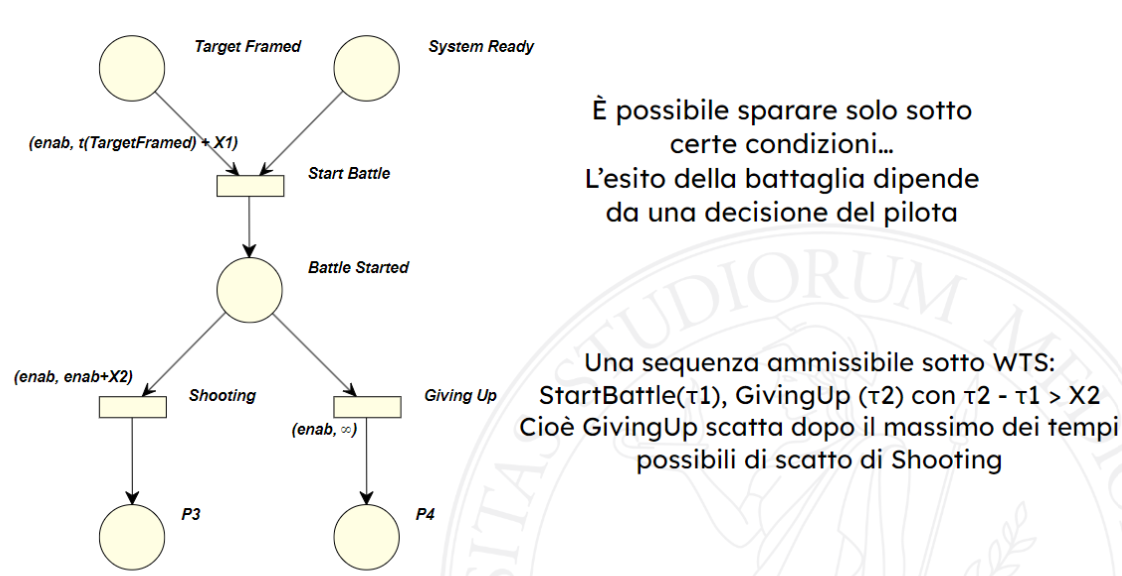 Target Framed
System Ready
(enab, t(TargetFramed) + X1)
Start Battle
Battle Started
(enab, enab+X2)
Shooting
Giving Up
(enab, ∞)
P3
P4
È possibile sparare solo sotto
certe condizioni...
L'esito della battaglia dipende
da una decisione del pilota
Una sequenza ammissibile sotto WTS:
StartBattle(τ1), GivingUp (τ2) con τ2 - τ1 > X2
Cioè GivingUp scatta dopo il massimo dei tempi
possibili di scatto di Shooting
STUDIORUM